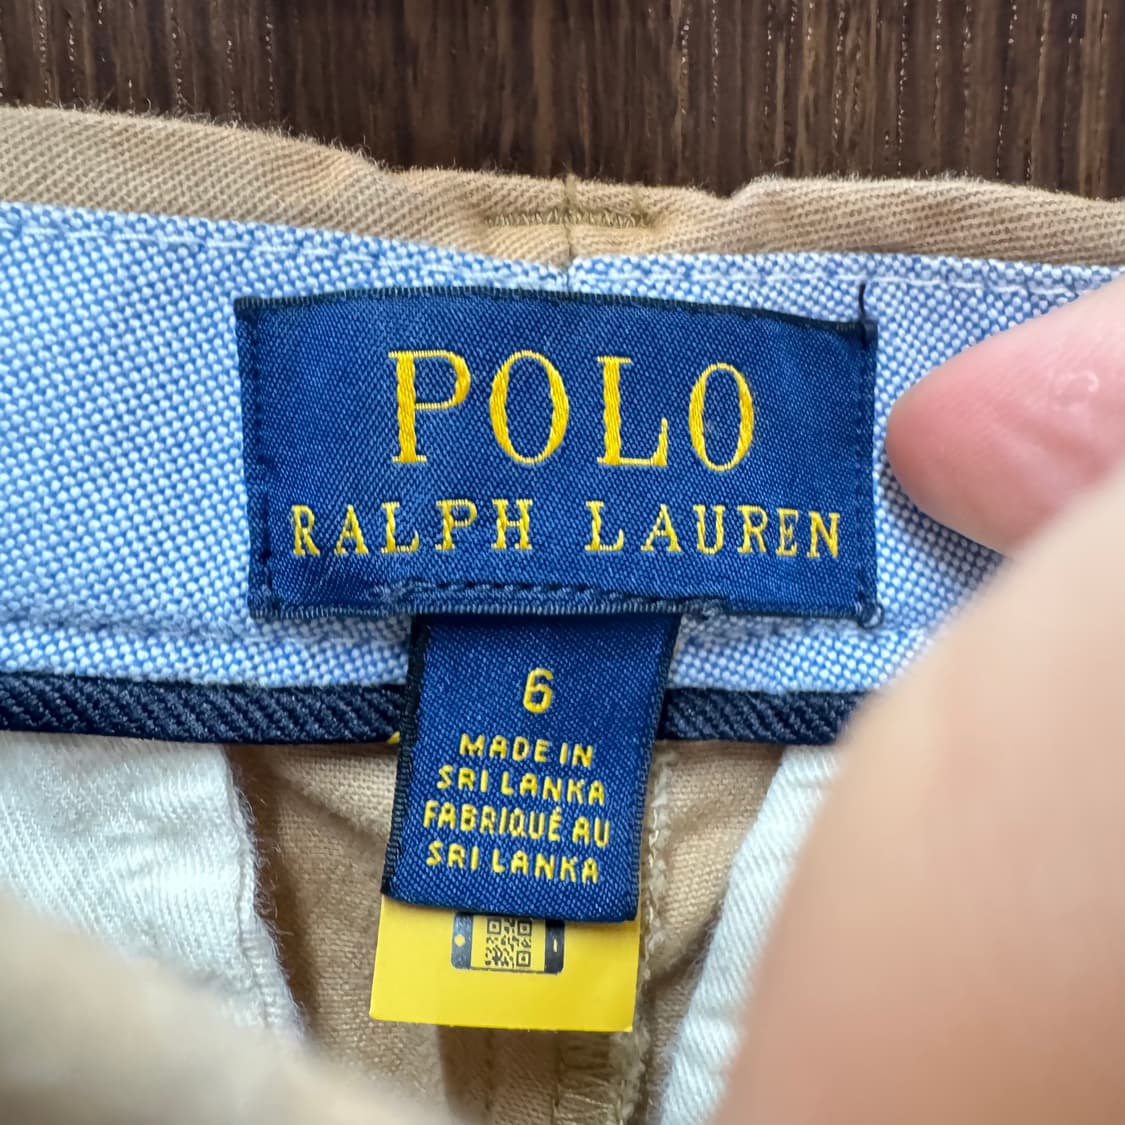 POLO
RALPH LAUREN
6
MADE IN
SRI LANKA
FABRIQUÉ AU
SRI LANKA